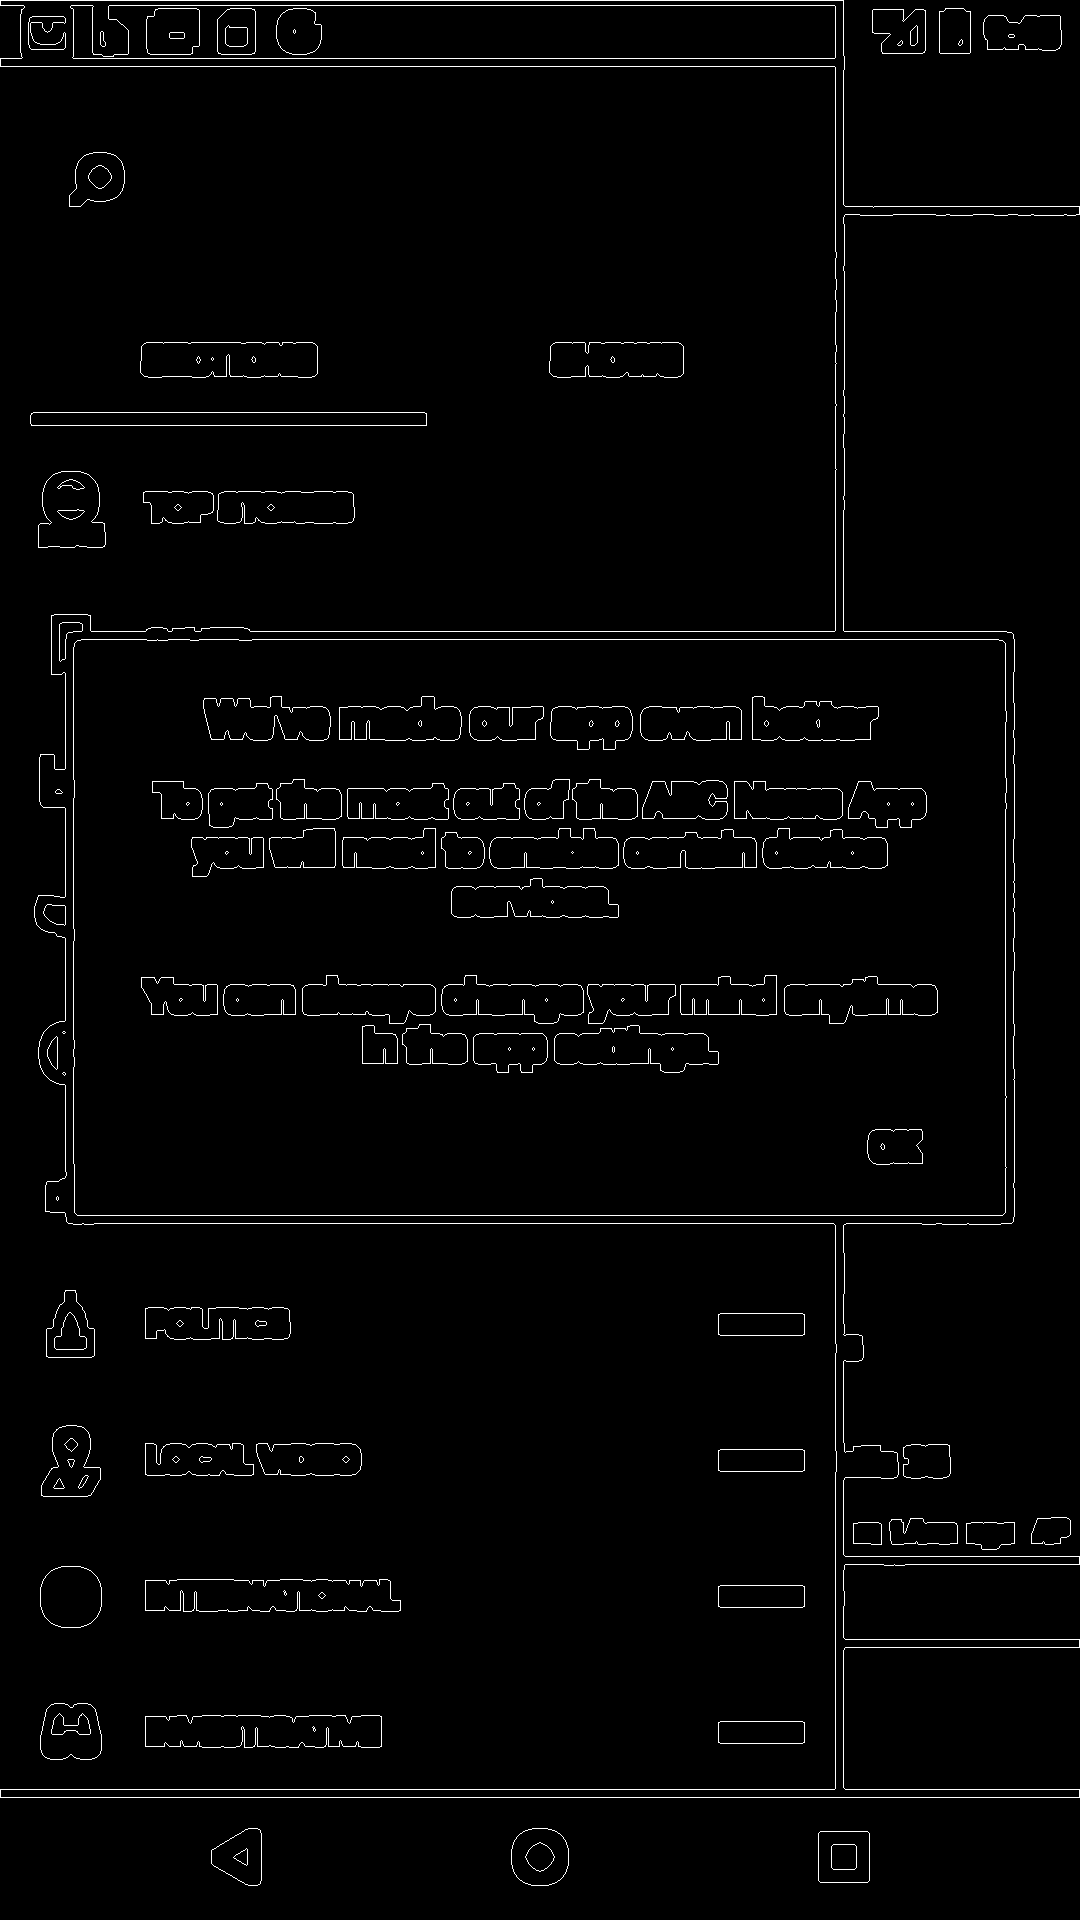 SECTIONS
SHOWS
TOP STORIES
We've made our app even better
To get the most out of the ABC News App
you will need to enable certain device
services.
You can always change your mind anytime
in the app settings.
OK
POLITICS
LOCAL VIDEO
INTERNATIONAL
INVESTIGATIVE